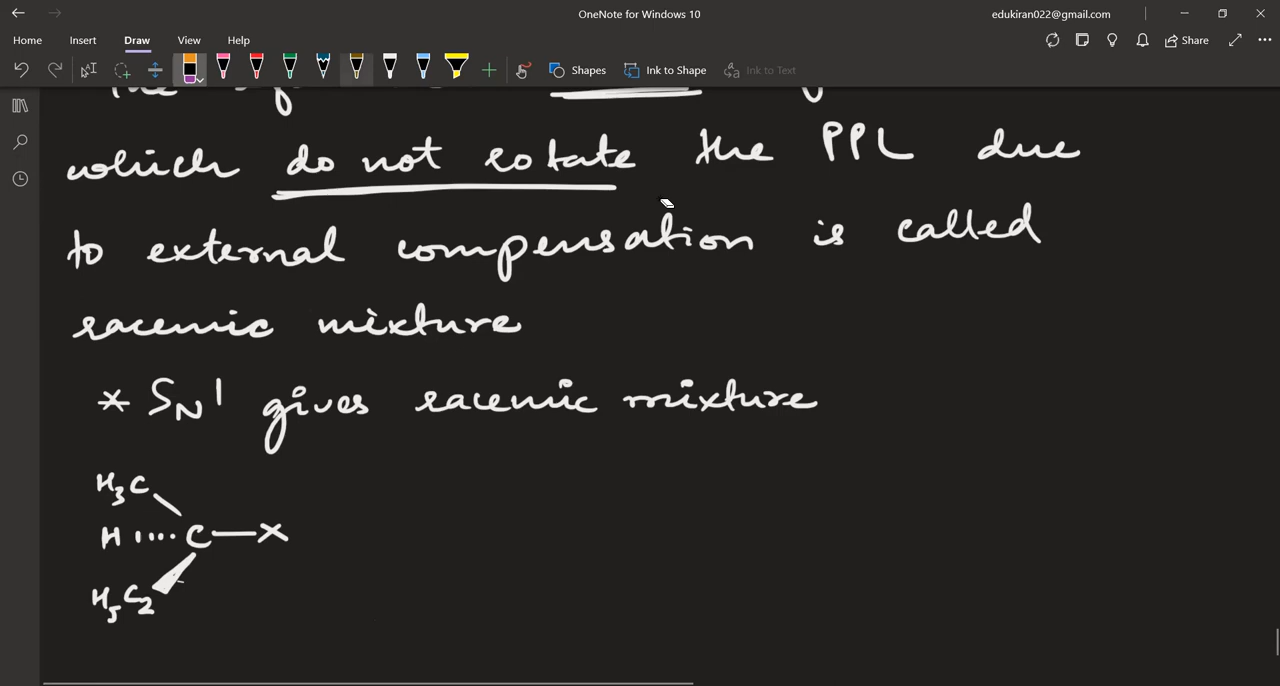 OneNote for Windows 10
edukiran022@gmail.com
Home Insert Draw View Help
Share
Shapes Ink to Shape Ink to Text
The
which do not rotate the PPL due
to external compensation is called
racemic mixture
* SN1 gives racemic mixture
H3C
H C X
H5C2